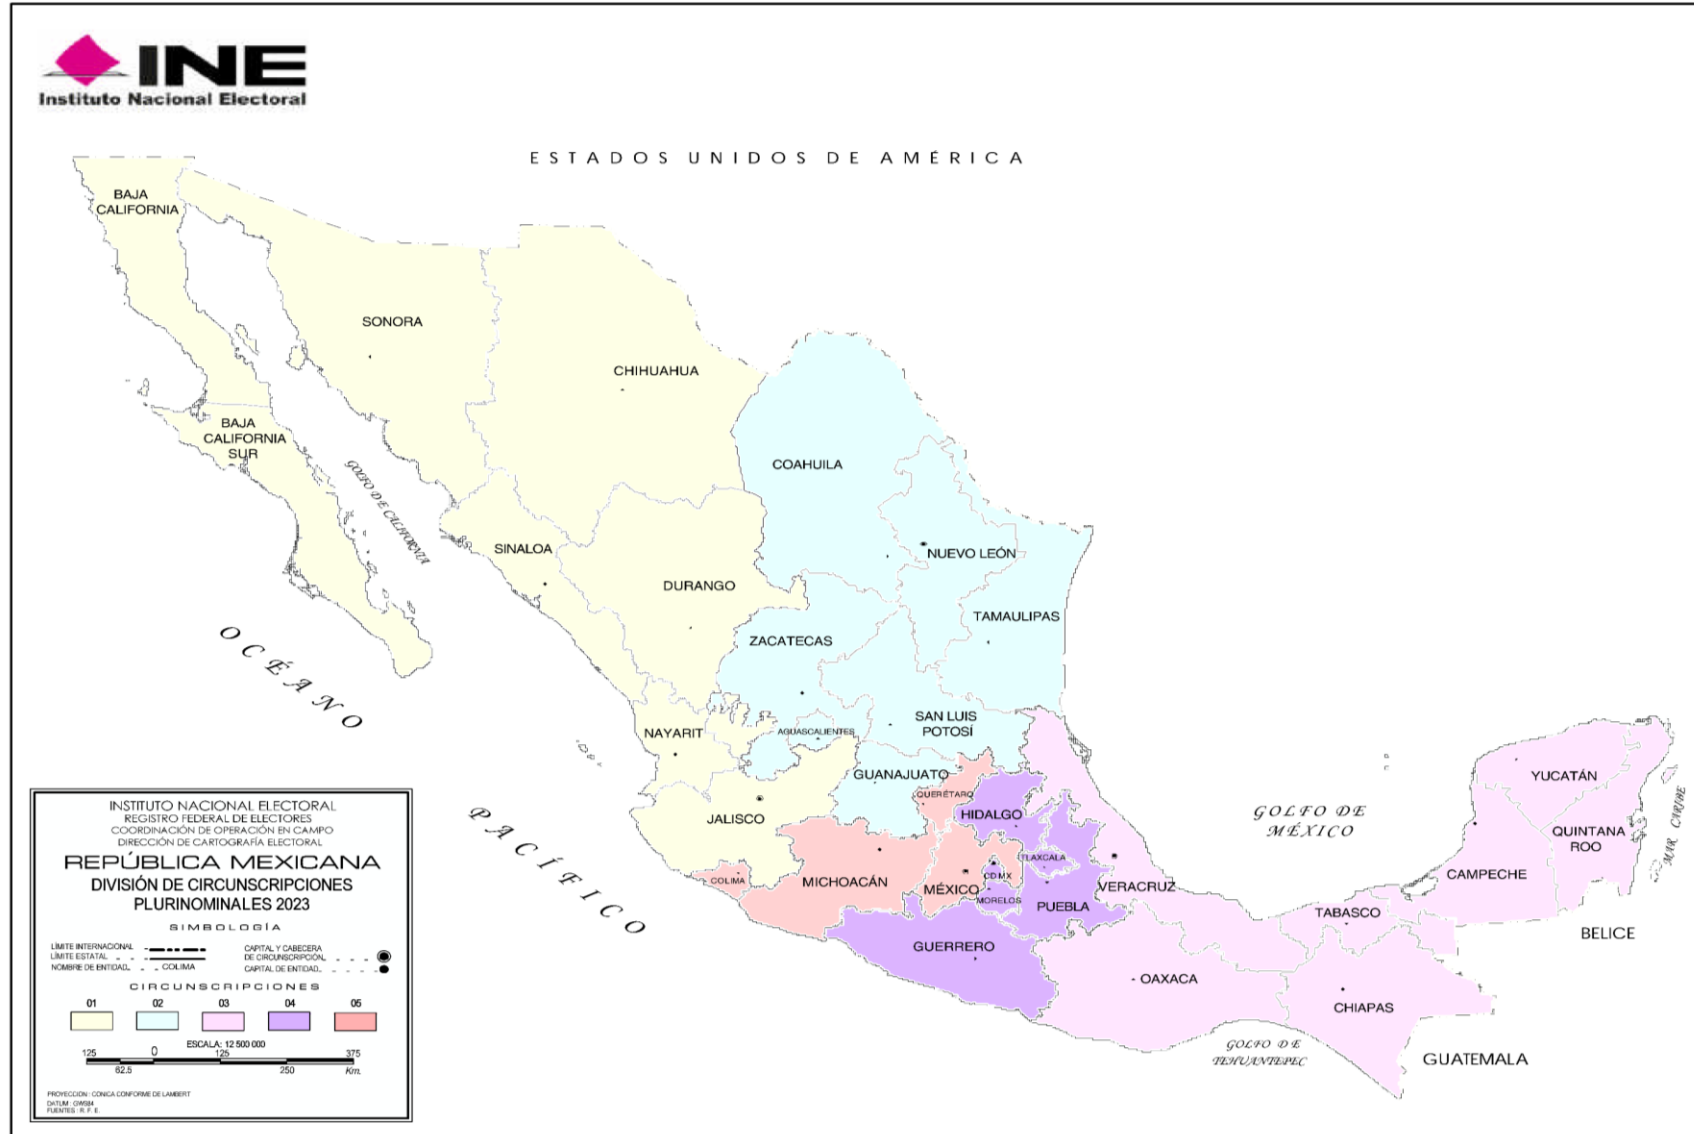 INE
Instituto Nacional Electoral
ESTADOS UNIDOS DE AMÉRICA
BAJA
CALIFORNIA
SONORA
CHIHUAHUA
BAJA
CALIFORNIA
SUR
GOLFO DE CALIFORNIA
COAHUILA
SINALOA
NUEVO LEÓN
DURANGO
TAMAULIPAS
ZACATECAS
OCÉANO
PACÍFICO
NAYARIT
AGUASCALIENTES
SAN LUIS
POTOSÍ
GUANAJUATO
QUERÉTARO
JALISCO
HIDALGO
TLAXCALA
COLIMA
MICHOACÁN
MÉXICO
CDMX
MORELOS
PUEBLA
VERACRUZ
GUERRERO
OAXACA
GOLFO DE
MÉXICO
YUCATÁN
QUINTANA
ROO
MAR CARIBE
CAMPECHE
TABASCO
BELICE
CHIAPAS
GOLFO DE
TEHUANTEPEC
GUATEMALA
INSTITUTO NACIONAL ELECTORAL
REGISTRO FEDERAL DE ELECTORES
COORDINACIÓN DE OPERACIÓN EN CAMPO
DIRECCIÓN DE CARTOGRAFÍA ELECTORAL
REPÚBLICA MEXICANA
DIVISIÓN DE CIRCUNSCRIPCIONES
PLURINOMINALES 2023
SIMBOLOGÍA
LÍMITE INTERNACIONAL
LÍMITE ESTATAL
NOMBRE DE ENTIDAD COLIMA
CAPITAL Y CABECERA
DE CIRCUNSCRIPCIÓN
CAPITAL DE ENTIDAD
CIRCUNSCRIPCIONES
01 02 03 04 05
ESCALA: 12 500 000
125 0 125 375
62.5 250 Km.
PROYECCIÓN : CONICA CONFORME DE LAMBERT
DATUM : GWS84
FUENTES : R. F. E.